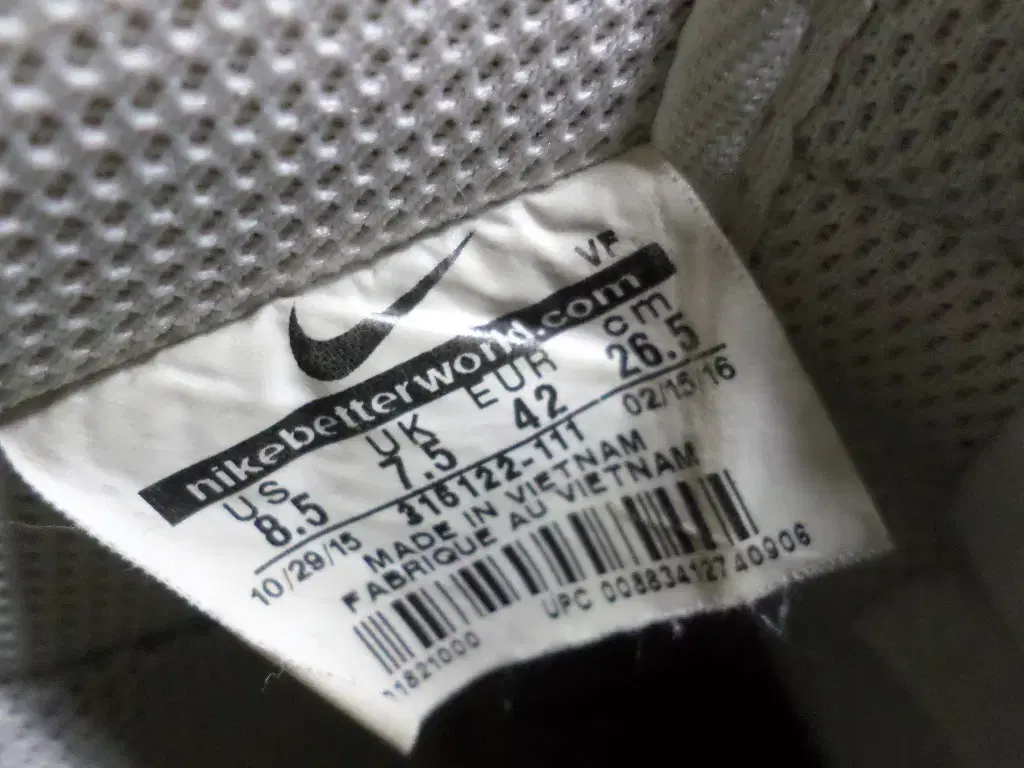 VF
nikebetterworld.com
US UK EUR cm
8.5 7.5 42 26.5
10/29/15 316122-111 02/15/16
MADE IN VIETNAM
FABRIQUE AU VIETNAM
11821000 UPC 00883412740906